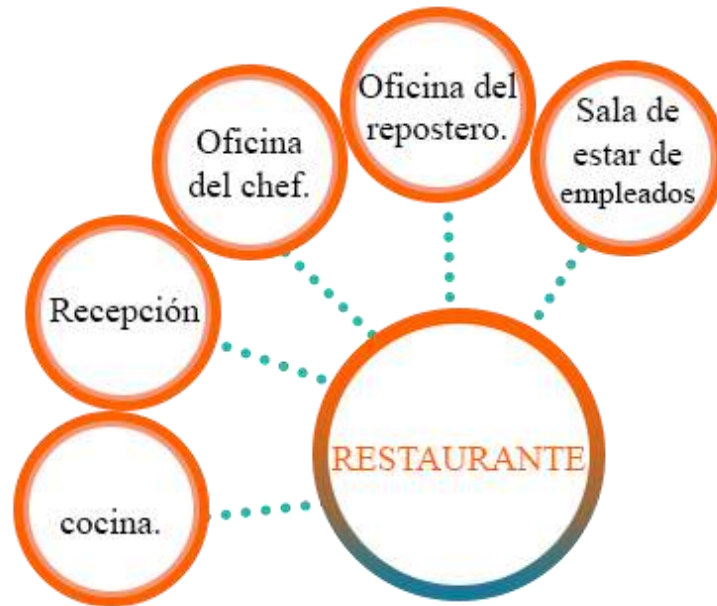 Oficina del
repostero.
Sala de
estar de
empleados
Oficina
del chef.
Recepción
RESTAURANTE
cocina.